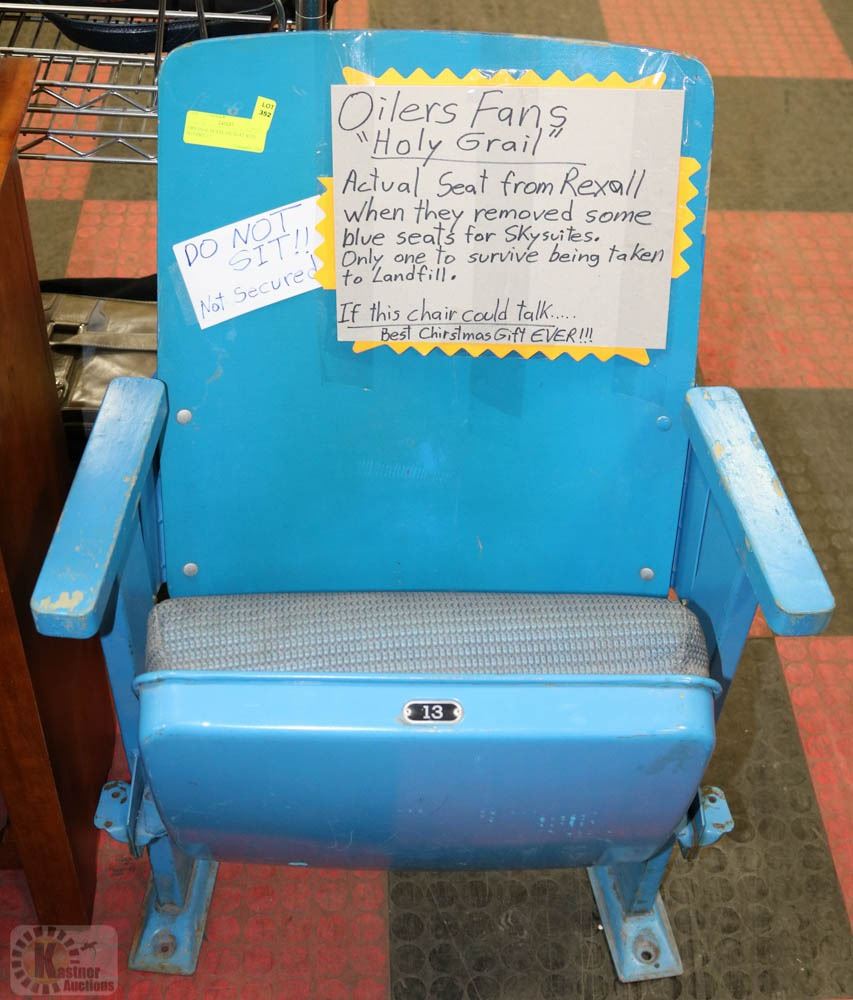 LOT
392
Oilers Fans
"Holy Grail"
Actual Seat from Rexall
when they removed some
blue seats for Skysuites.
Only one to survive being taken
to Landfill.
If this chair could talk.....
Best Chirstmas Gift EVER!!!
DO NOT
SIT!!
Not Secured!
13
Kastner
Auctions